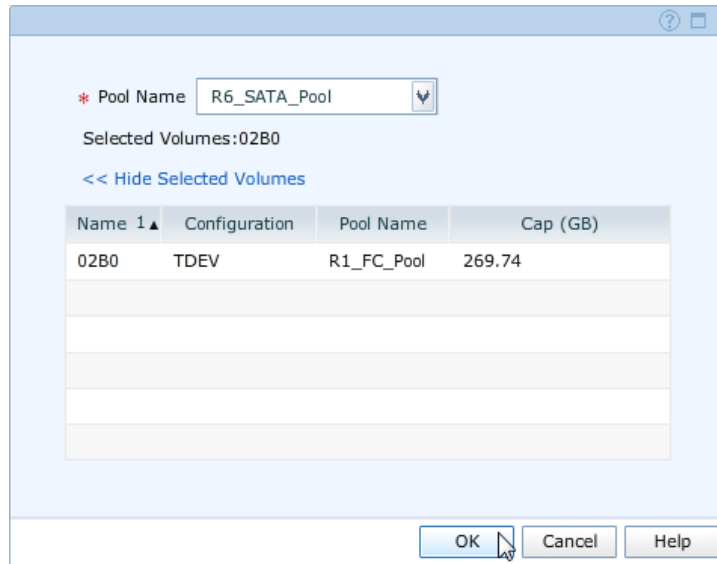 * Pool Name R6_SATA_Pool
Selected Volumes:02B0
<< Hide Selected Volumes
Name 1▲ Configuration Pool Name Cap (GB)
02B0 TDEV R1_FC_Pool 269.74
OK Cancel Help